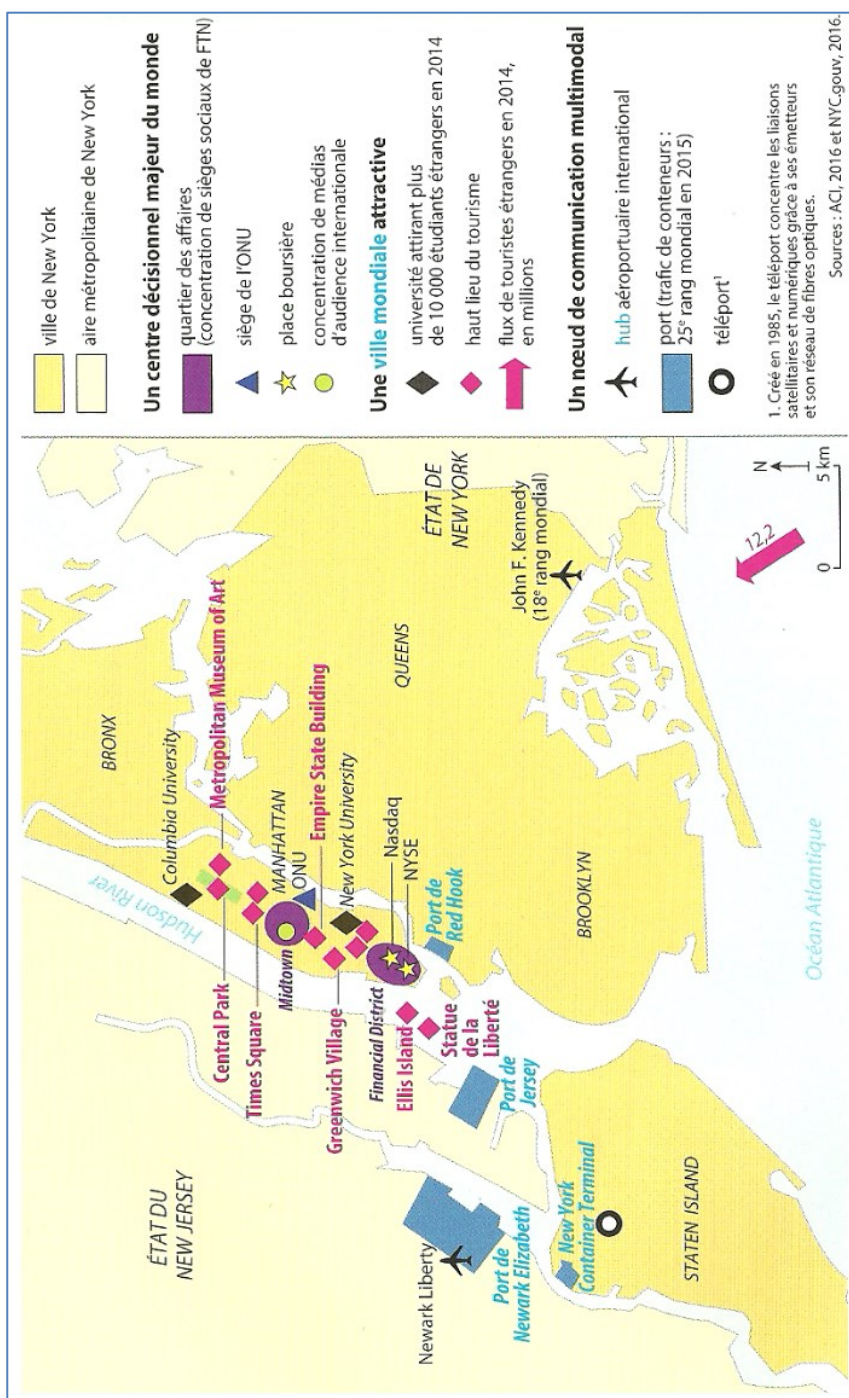 ville de New York
aire métropolitaine de New York
Un centre décisionnel majeur du monde
quartier des affaires
(concentration de sièges sociaux de FTN)
siège de l'ONU
place boursière
concentration de médias
d'audience internationale
Une ville mondiale attractive
université attirant plus
de 10 000 étudiants étrangers en 2014
haut lieu du tourisme
flux de touristes étrangers en 2014,
en millions
Un nœud de communication multimodal
hub aéroportuaire international
port (trafic de conteneurs :
25e rang mondial en 2015)
téléport¹
1. Créé en 1985, le téléport concentre les liaisons
satellitaires et numériques grâce à ses émetteurs
et son réseau de fibres optiques.
Sources : ACI, 2016 et NYC.gouv, 2016.
ÉTAT DU
NEW JERSEY
Hudson River
BRONX
Columbia University
Metropolitan Museum of Art
Central Park
Times Square
MANHATTAN
ONU
Midtown
Empire State Building
Greenwich Village
New York University
Financial District
Nasdaq
NYSE
Ellis Island
Statue
de la
Liberté
Port de
Red Hook
QUEENS
ÉTAT DE
NEW YORK
John F. Kennedy
(18e rang mondial)
BROOKLYN
Newark Liberty
Port de
Newark Elizabeth
Port de
Jersey
New York
Container Terminal
STATEN ISLAND
Océan Atlantique
12,2
N
0
5 km